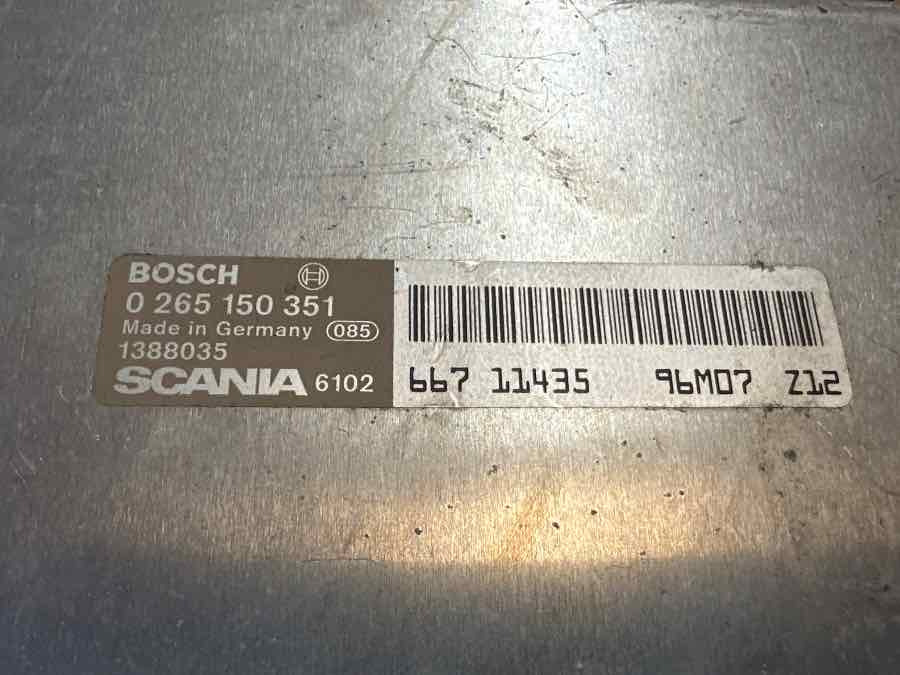 BOSCH
0 265 150 351
Made in Germany 085
1388035
SCANIA 6102
667 11435 96M07 Z12